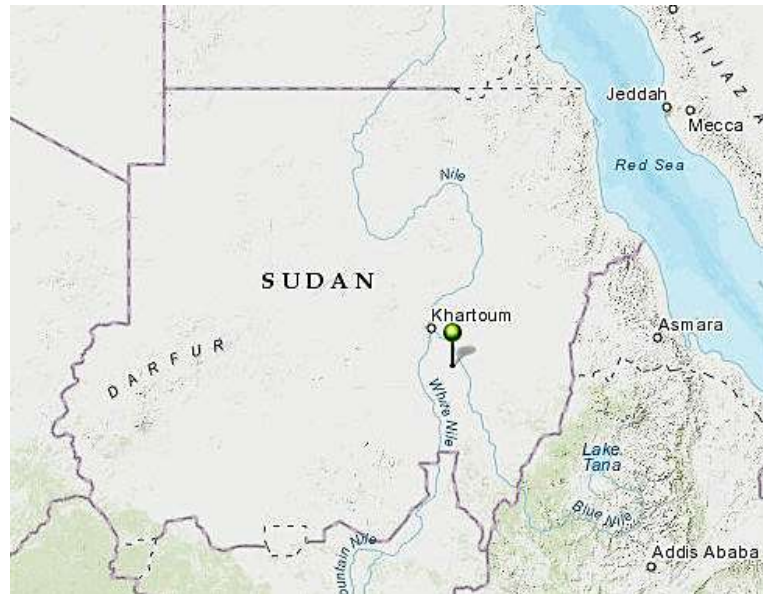 HIJAZ
Jeddah
Mecca
Red Sea
Nile
SUDAN
Khartoum
Asmara
DARFUR
White Nile
Lake
Tana
Blue Nile
Addis Ababa
ountain Nile